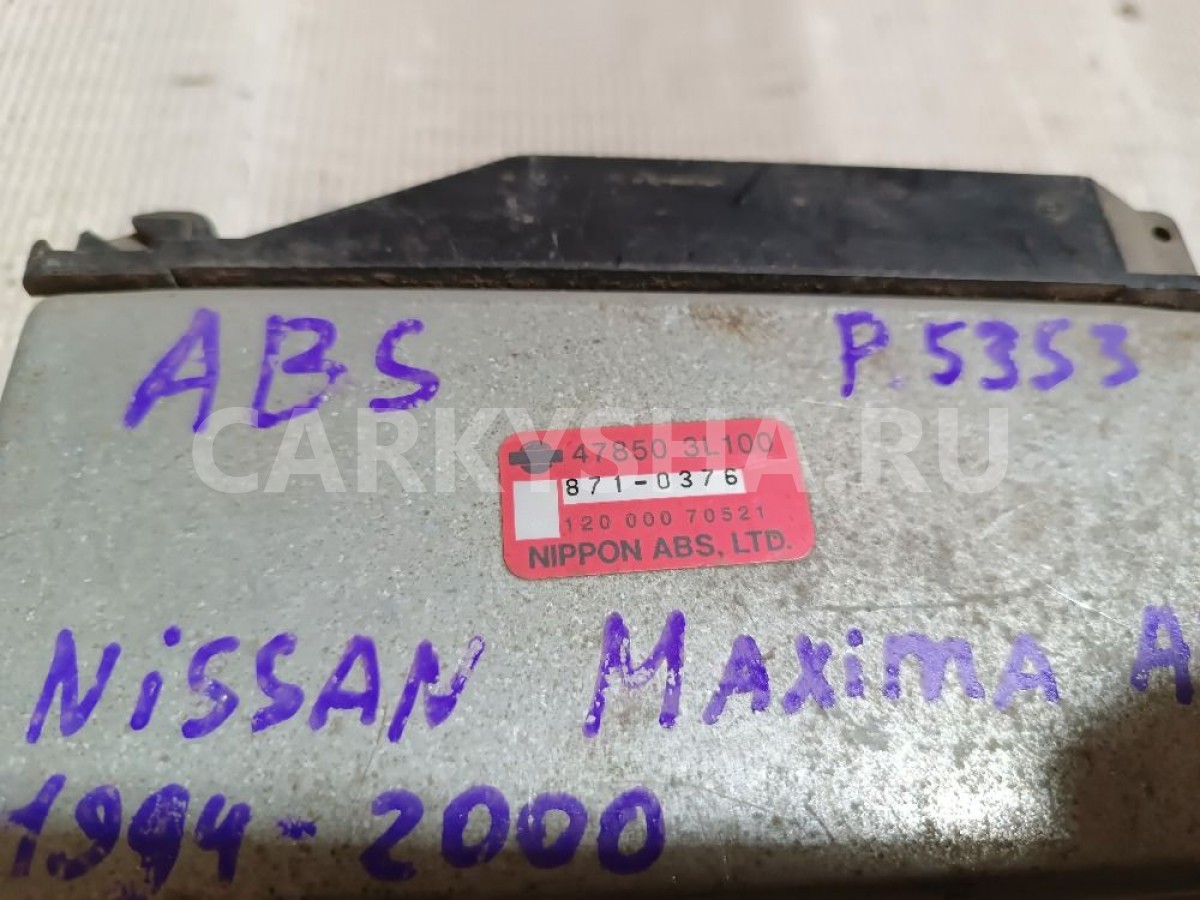 ABS P.5353
CARKYSHA.RU
47850 3L100
871-0376
120 000 70521
NIPPON ABS, LTD.
NiSSAN MAXimA A
1994-2000